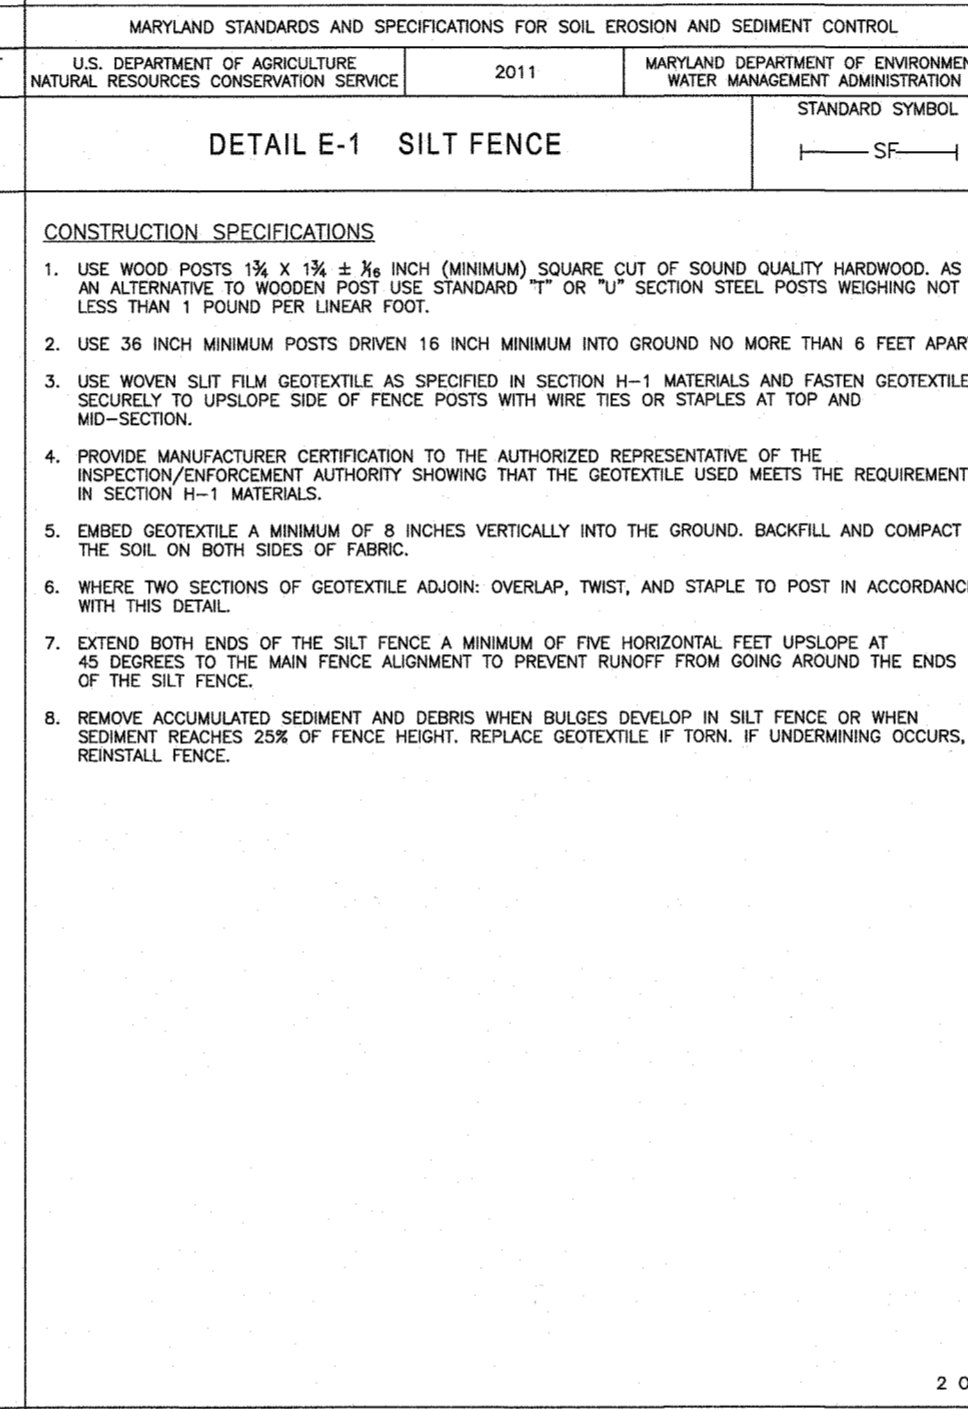 MARYLAND STANDARDS AND SPECIFICATIONS FOR SOIL EROSION AND SEDIMENT CONTROL
U.S. DEPARTMENT OF AGRICULTURE
NATURAL RESOURCES CONSERVATION SERVICE
2011
MARYLAND DEPARTMENT OF ENVIRONMEN
WATER MANAGEMENT ADMINISTRATION
DETAIL E-1 SILT FENCE
STANDARD SYMBOL
SF
CONSTRUCTION SPECIFICATIONS
1. USE WOOD POSTS 1¾ X 1¾ ± 1/16 INCH (MINIMUM) SQUARE CUT OF SOUND QUALITY HARDWOOD. AS
AN ALTERNATIVE TO WOODEN POST USE STANDARD "T" OR "U" SECTION STEEL POSTS WEIGHING NOT
LESS THAN 1 POUND PER LINEAR FOOT.
2. USE 36 INCH MINIMUM POSTS DRIVEN 16 INCH MINIMUM INTO GROUND NO MORE THAN 6 FEET APAR
3. USE WOVEN SLIT FILM GEOTEXTILE AS SPECIFIED IN SECTION H-1 MATERIALS AND FASTEN GEOTEXTILE
SECURELY TO UPSLOPE SIDE OF FENCE POSTS WITH WIRE TIES OR STAPLES AT TOP AND
MID-SECTION.
4. PROVIDE MANUFACTURER CERTIFICATION TO THE AUTHORIZED REPRESENTATIVE OF THE
INSPECTION/ENFORCEMENT AUTHORITY SHOWING THAT THE GEOTEXTILE USED MEETS THE REQUIREMENT
IN SECTION H-1 MATERIALS.
5. EMBED GEOTEXTILE A MINIMUM OF 8 INCHES VERTICALLY INTO THE GROUND. BACKFILL AND COMPACT
THE SOIL ON BOTH SIDES OF FABRIC.
6. WHERE TWO SECTIONS OF GEOTEXTILE ADJOIN: OVERLAP, TWIST, AND STAPLE TO POST IN ACCORDANC
WITH THIS DETAIL.
7. EXTEND BOTH ENDS OF THE SILT FENCE A MINIMUM OF FIVE HORIZONTAL FEET UPSLOPE AT
45 DEGREES TO THE MAIN FENCE ALIGNMENT TO PREVENT RUNOFF FROM GOING AROUND THE ENDS
OF THE SILT FENCE.
8. REMOVE ACCUMULATED SEDIMENT AND DEBRIS WHEN BULGES DEVELOP IN SILT FENCE OR WHEN
SEDIMENT REACHES 25% OF FENCE HEIGHT. REPLACE GEOTEXTILE IF TORN. IF UNDERMINING OCCURS,
REINSTALL FENCE.
2 0